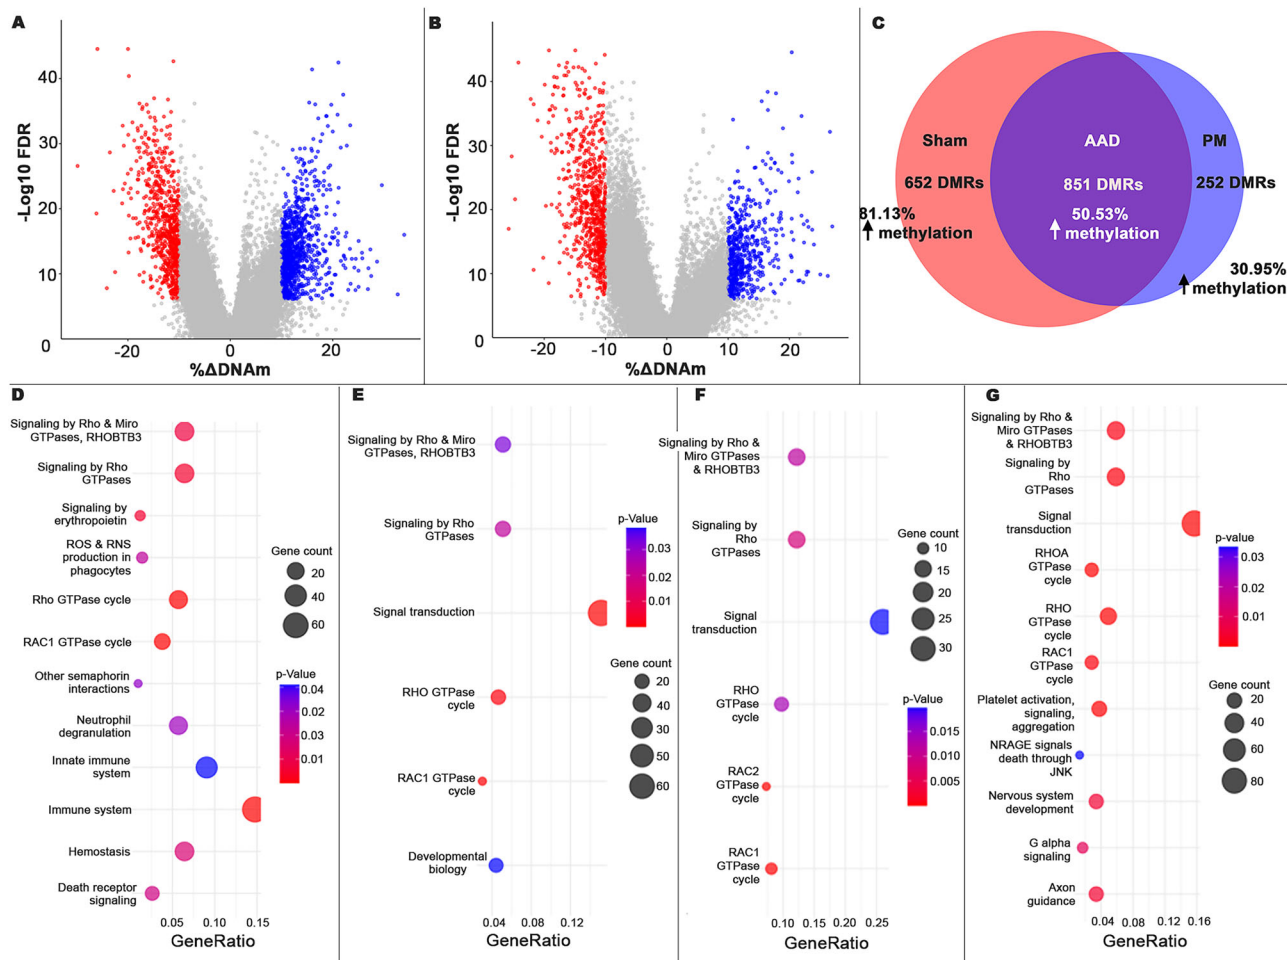 A
-Log10 FDR
40
30
20
10
0
-20
0
20
%ΔDNAm
B
-Log10 FDR
40
30
20
10
0
-20
-10
0
10
20
%ΔDNAm
C
Sham
AAD
PM
652 DMRs
851 DMRs
252 DMRs
81.13%
methylation
50.53%
methylation
30.95%
methylation
D
Signaling by Rho & Miro
GTPases, RHOBTB3
Signaling by Rho
GTPases
Signaling by
erythropoietin
ROS & RNS
production in
phagocytes
Rho GTPase cycle
RAC1 GTPase cycle
Other semaphorin
interactions
Neutrophil
degranulation
Innate immune
system
Immune system
Hemostasis
Death receptor
signaling
0.05
0.10
0.15
GeneRatio
Gene count
20
40
60
p-Value
0.04
0.02
0.03
0.01
E
Signaling by Rho & Miro
GTPases, RHOBTB3
Signaling by Rho
GTPases
Signal transduction
RHO GTPase
cycle
RAC1 GTPase
cycle
Developmental
biology
0.04
0.08
0.12
GeneRatio
p-Value
0.03
0.02
0.01
Gene count
20
40
30
50
60
F
Signaling by Rho &
Miro GTPases
& RHOBTB3
Signaling by
Rho
GTPases
Signal
transduction
RHO
GTPase
cycle
RAC2
GTPase
cycle
RAC1
GTPase
cycle
0.10
0.15
0.20
0.25
GeneRatio
Gene count
10
15
20
25
30
p-Value
0.015
0.010
0.005
G
Signaling by Rho &
Miro GTPases
& RHOBTB3
Signaling by
Rho
GTPases
Signal
transduction
RHOA
GTPase
cycle
RHO
GTPase
cycle
RAC1
GTPase
cycle
Platelet activation,
signaling,
aggregation
NRAGE signals
death through
JNK
Nervous system
development
G alpha
signaling
Axon
guidance
0.04
0.08
0.12
0.16
GeneRatio
p-value
0.03
0.02
0.01
Gene count
20
40
60
80